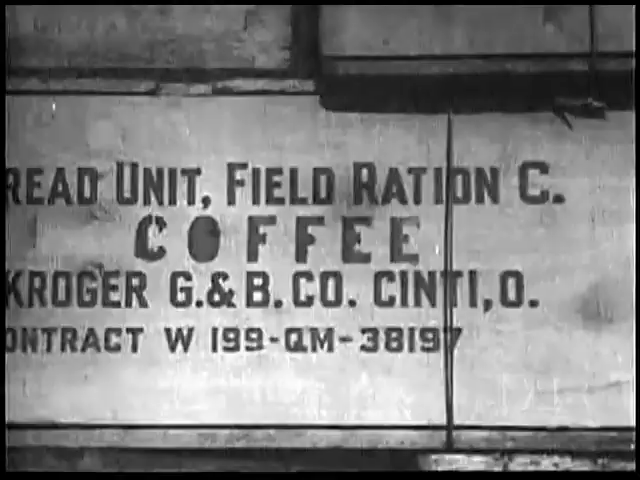 READ UNIT, FIELD RATION C.
COFFEE
KROGER G.&B.CO. CINTI,O.
ONTRACT W 199-QM-38197